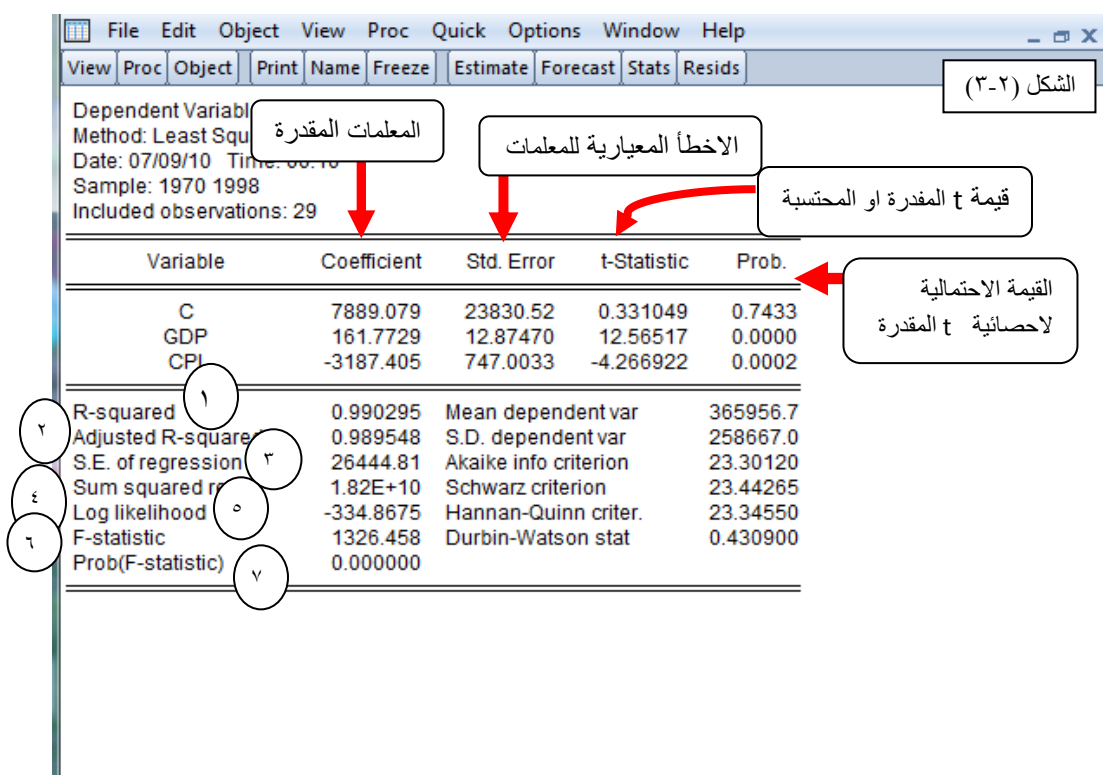 File Edit Object View Proc Quick Options Window Help
View Proc Object Print Name Freeze Estimate Forecast Stats Resids
الشكل (٢-٣)
Dependent Variabl
Method: Least Squ
Date: 07/09/10 Time:
Sample: 1970 1998
Included observations: 29
المعلمات المقدرة
الاخطأ المعيارية للمعلمات
قيمة t المفدرة او المحتسبة
القيمة الاحتمالية
لاحصائية t المقدرة
Variable Coefficient Std. Error t-Statistic Prob.
C 7889.079 23830.52 0.331049 0.7433
GDP 161.7729 12.87470 12.56517 0.0000
CPI -3187.405 747.0033 -4.266922 0.0002
١
R-squared 0.990295 Mean dependent var 365956.7
٢
Adjusted R-square 0.989548 S.D. dependent var 258667.0
S.E. of regression ٣ 26444.81 Akaike info criterion 23.30120
٤ Sum squared r 1.82E+10 Schwarz criterion 23.44265
Log likelihood ٥ -334.8675 Hannan-Quinn criter. 23.34550
٦ F-statistic 1326.458 Durbin-Watson stat 0.430900
Prob(F-statistic) ٧ 0.000000